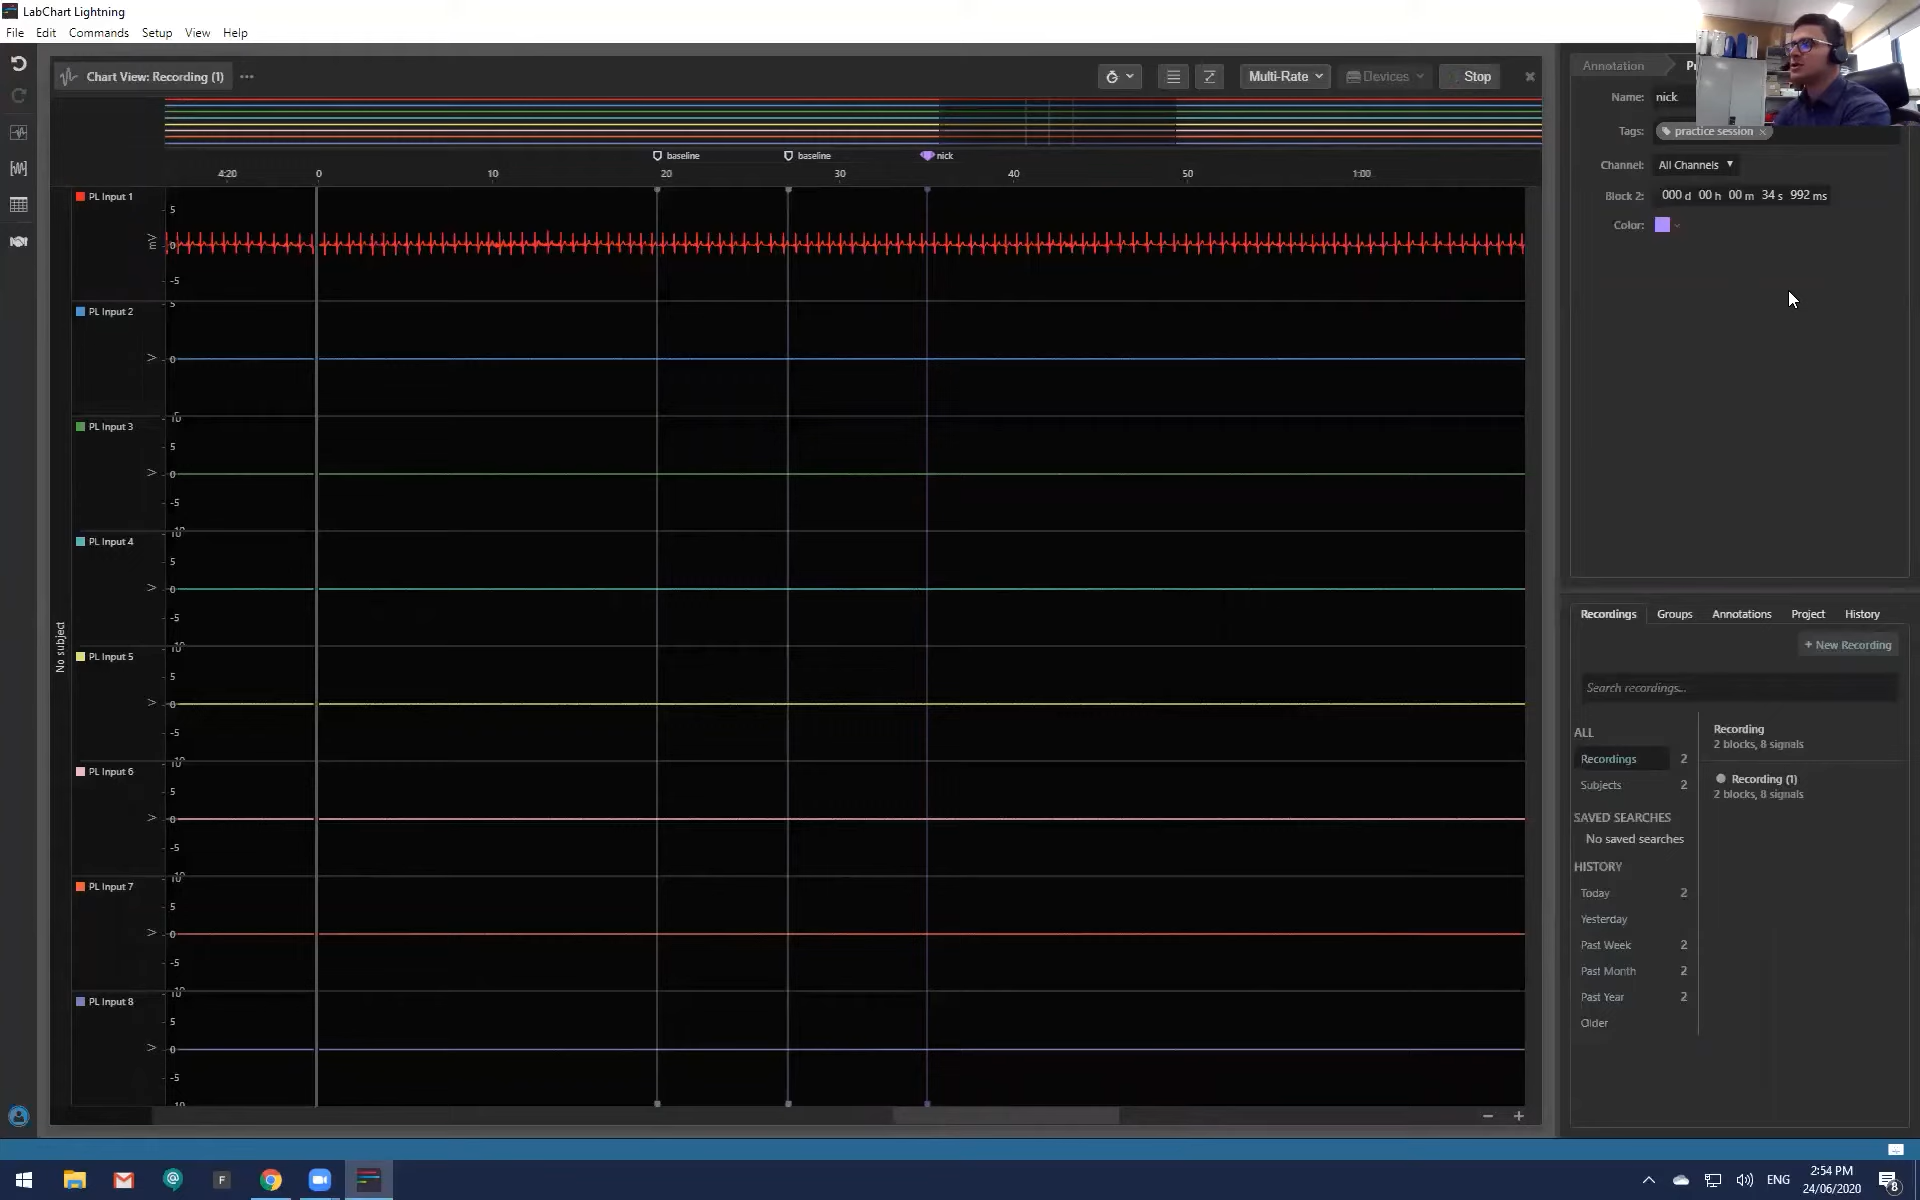 LabChart Lightning
File Edit Commands Setup View Help
Chart View: Recording (1)
Multi-Rate Devices Stop
baseline baseline nick
4:20 0 10 20 30 40 50 1:00
PL Input 1
5
mV 0
-5
PL Input 2
5
V 0
PL Input 3
10
5
V 0
-5
PL Input 4
10
5
V 0
-5
PL Input 5
10
5
V 0
-5
PL Input 6
10
5
V 0
-5
PL Input 7
10
5
V 0
-5
PL Input 8
10
5
V 0
-5
No subject
Annotation
Name: nick
Tags: practice session
Channel: All Channels
Block 2: 000 d 00 h 00 m 34 s 992 ms
Color:
Recordings Groups Annotations Project History
+ New Recording
Search recordings...
ALL
Recordings 2
Subjects 2
SAVED SEARCHES
No saved searches
HISTORY
Today 2
Yesterday
Past Week 2
Past Month 2
Past Year 2
Older
Recording
2 blocks, 8 signals
Recording (1)
2 blocks, 8 signals
F
ENG
2:54 PM
24/06/2020
8